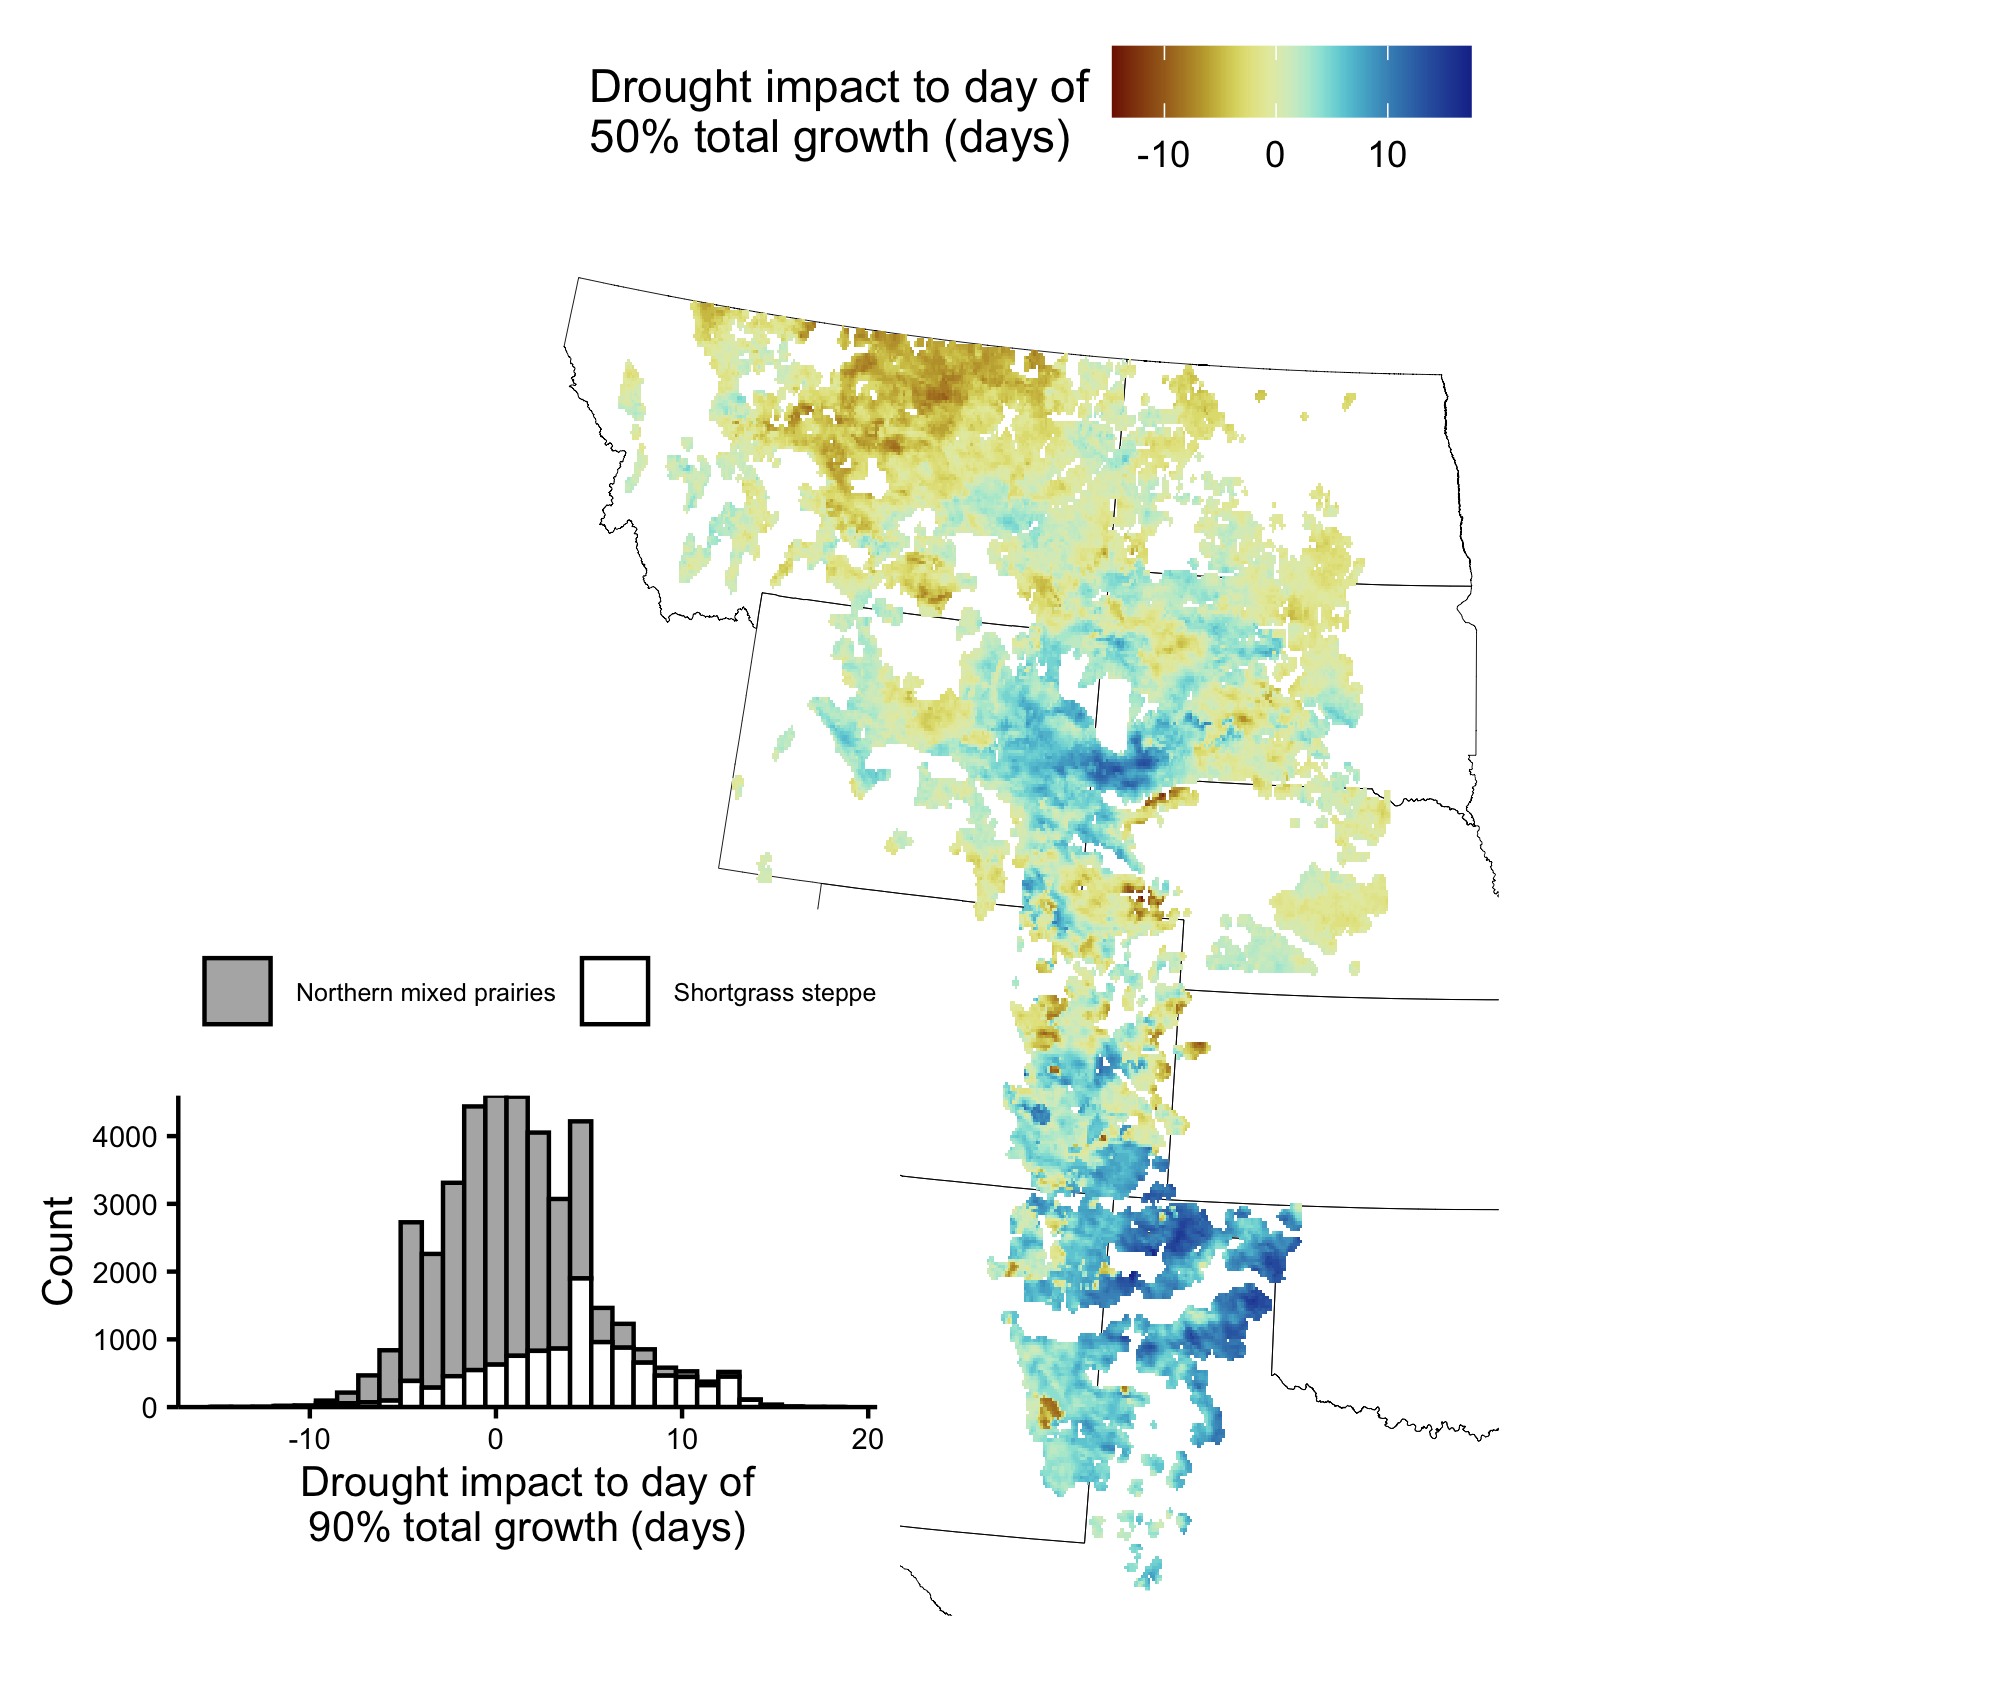 Drought impact to day of
50% total growth (days)
-10 0 10
Northern mixed prairies Shortgrass steppe
Count
4000
3000
2000
1000
0
-10 0 10 20
Drought impact to day of
90% total growth (days)